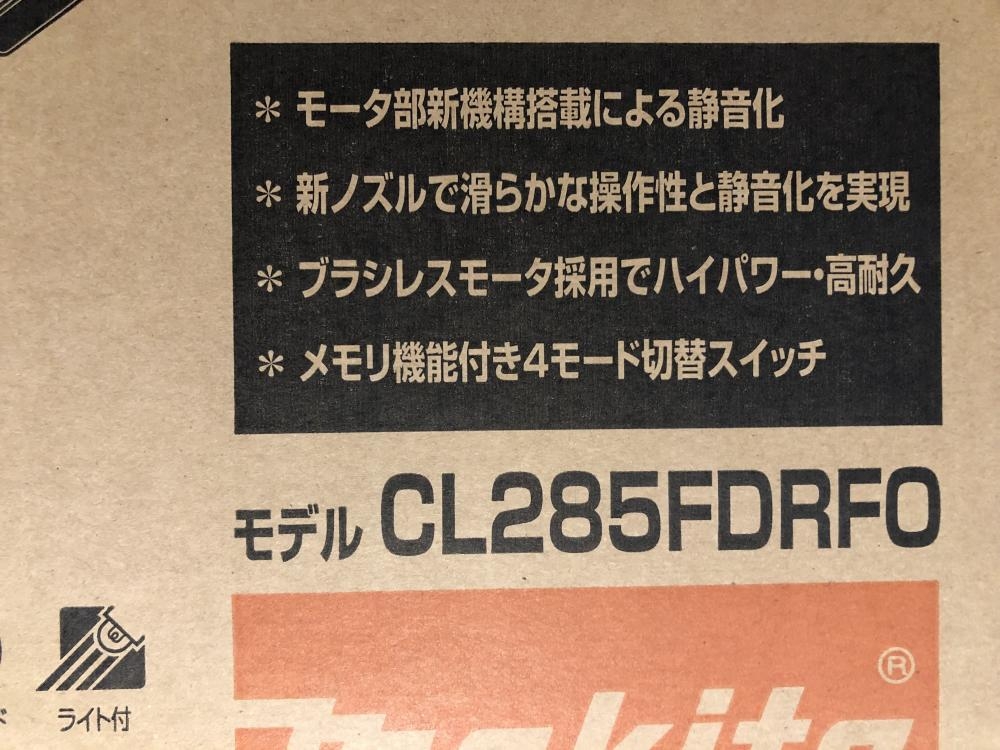 * モータ部新機構搭載による静音化
* 新ノズルで滑らかな操作性と静音化を実現
* ブラシレスモータ採用でハイパワー・高耐久
* メモリ機能付き4モード切替スイッチ
モデル CL285FDRFO
ライト付
makita®